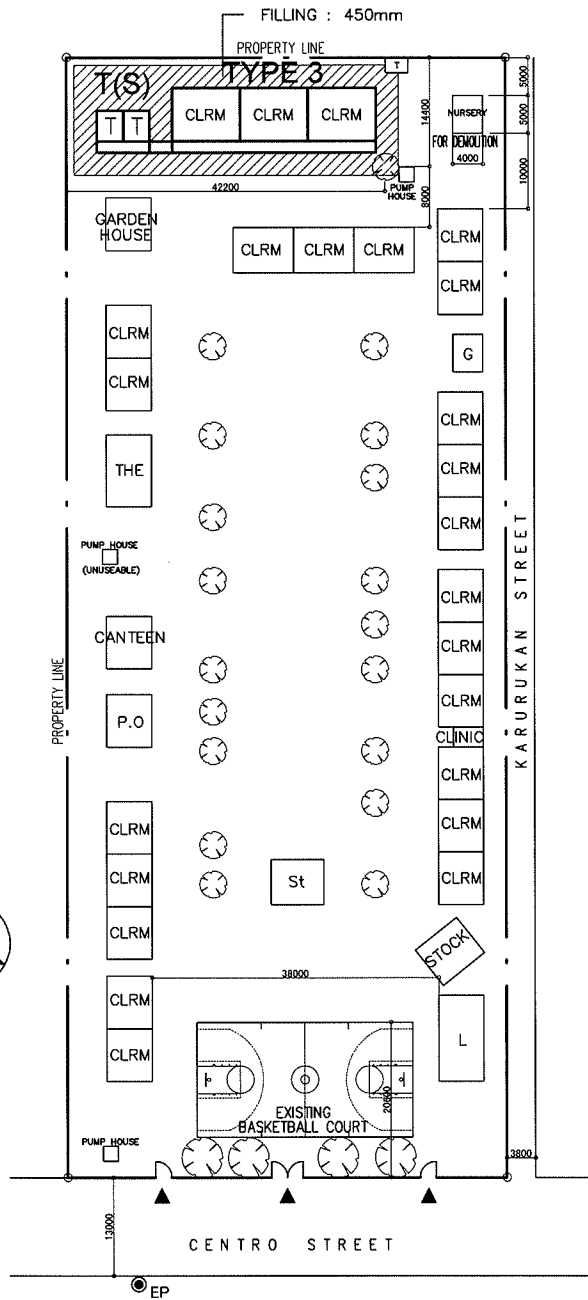 FILLING : 450mm
PROPERTY LINE
T(S)
TYPE 3
T
T
T
CLRM
CLRM
CLRM
NURSERY
FOR DEMOLITION
4000
5000
5000
10000
14400
8000
42200
PUMP
HOUSE
GARDEN
HOUSE
CLRM
CLRM
CLRM
CLRM
CLRM
CLRM
CLRM
G
THE
CLRM
CLRM
CLRM
PUMP HOUSE
(UNUSEABLE)
CANTEEN
P.O
PROPERTY LINE
CLRM
CLRM
CLRM
CLINIC
CLRM
CLRM
CLRM
KARURUKAN STREET
CLRM
CLRM
CLRM
St
STOCK
38000
CLRM
CLRM
L
20600
EXISTING
BASKETBALL COURT
PUMP HOUSE
3800
13000
CENTRO STREET
EP